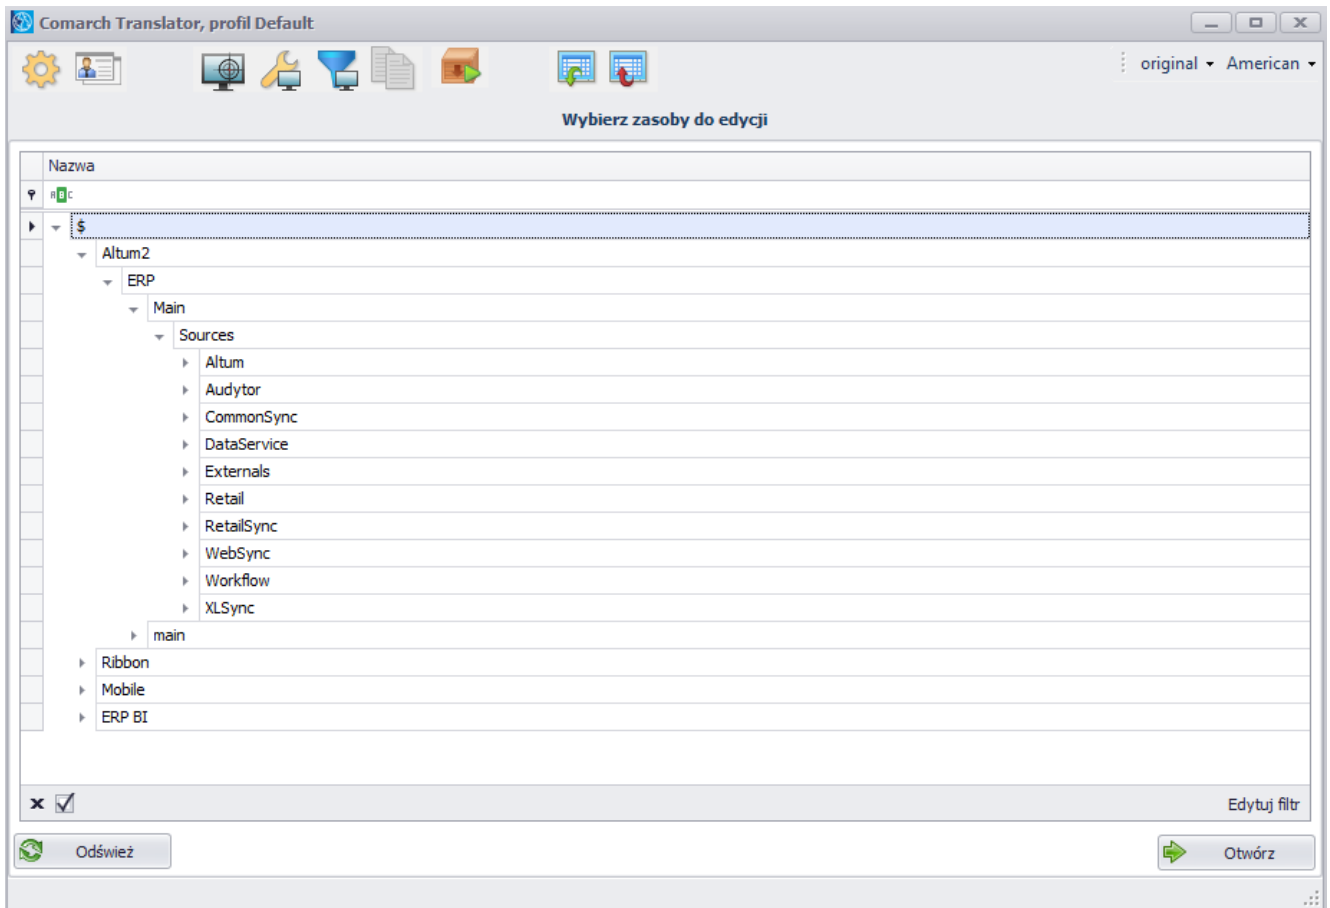 Comarch Translator, profil Default
original American
Wybierz zasoby do edycji
Nazwa
ABC
$
Altum2
ERP
Main
Sources
Altum
Audytor
CommonSync
DataService
Externals
Retail
RetailSync
WebSync
Workflow
XLSync
main
Ribbon
Mobile
ERP BI
Edytuj filtr
Odśwież
Otwórz